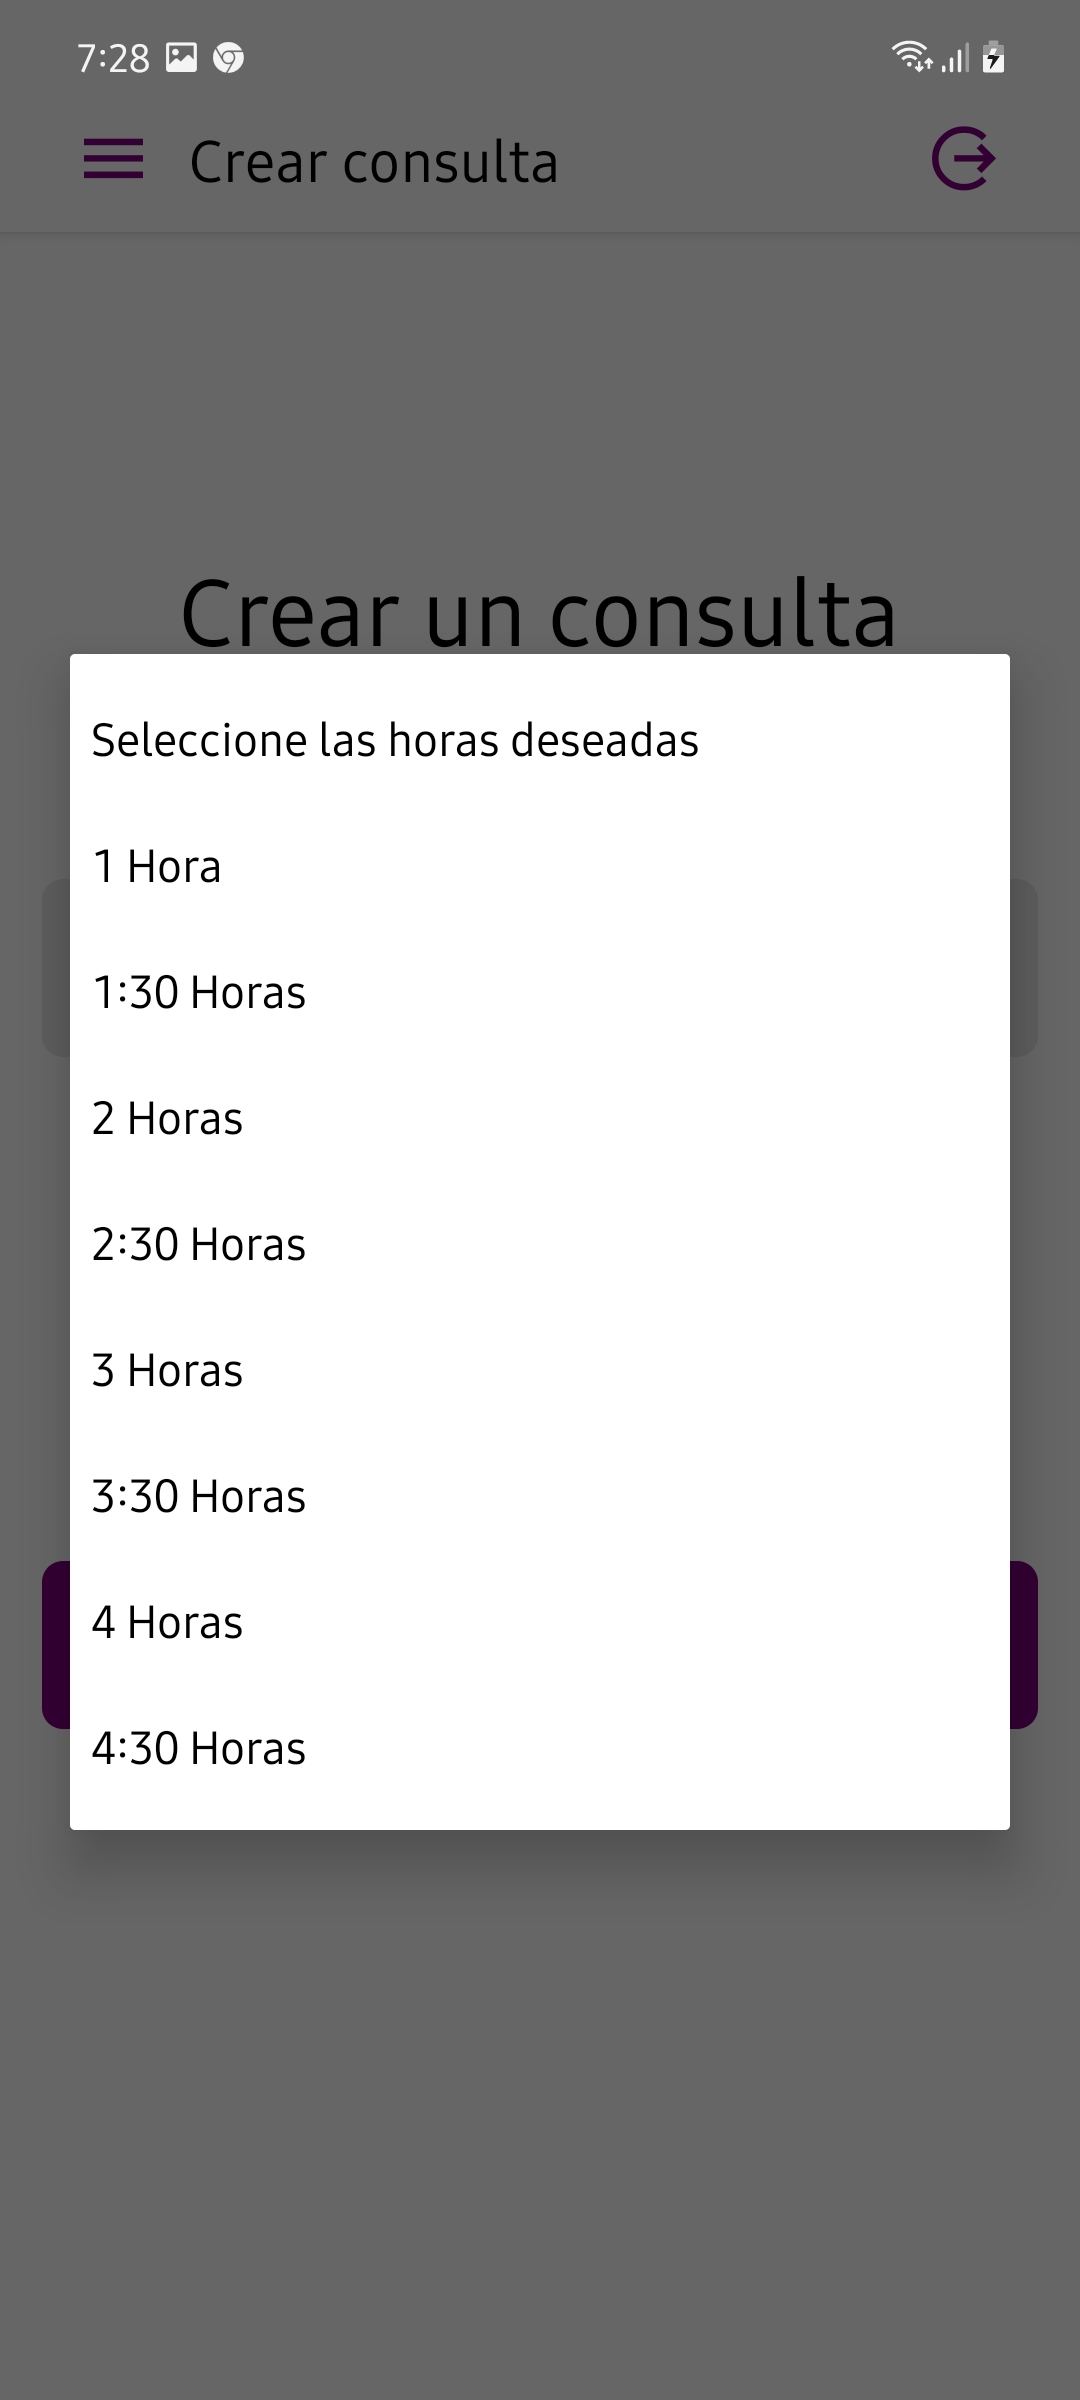 7:28
Crear consulta
Crear un consulta
Seleccione las horas deseadas
1 Hora
1:30 Horas
2 Horas
2:30 Horas
3 Horas
3:30 Horas
4 Horas
4:30 Horas